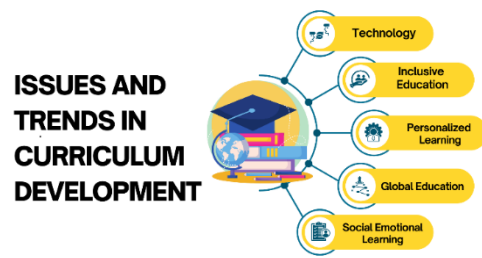 ISSUES AND
TRENDS IN
CURRICULUM
DEVELOPMENT
Technology
Inclusive
Education
Personalized
Learning
Global Education
Social Emotional
Learning